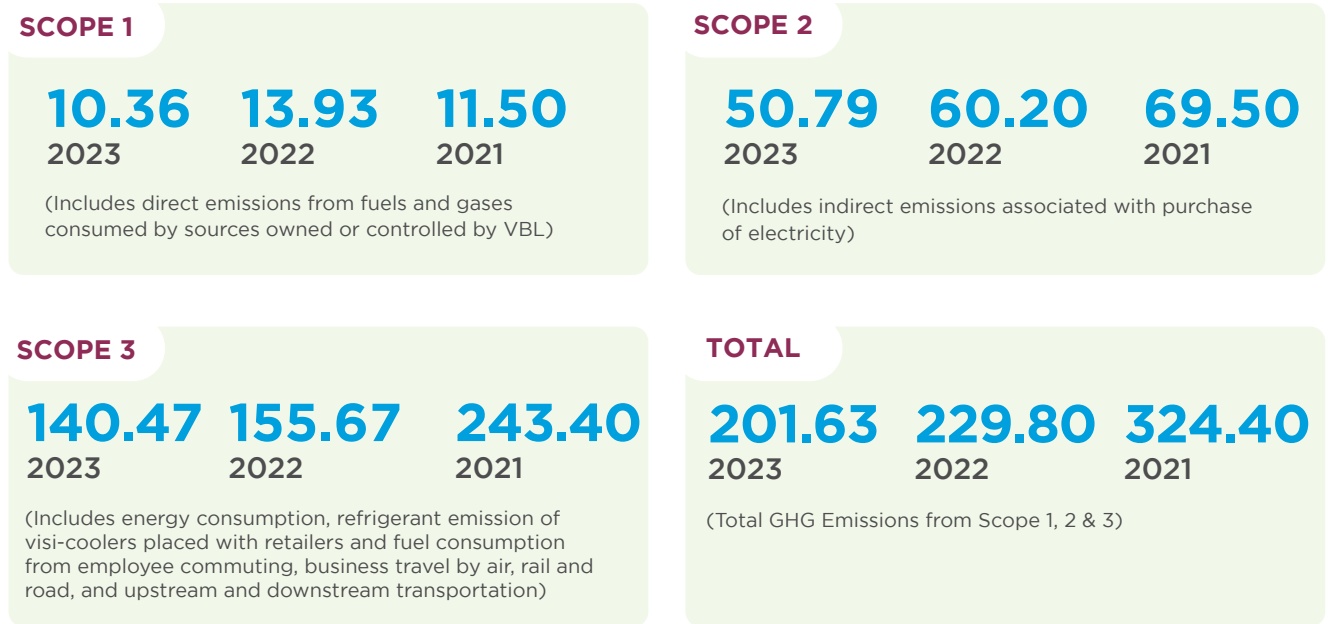 SCOPE 1
10.36 13.93 11.50
2023 2022 2021
(Includes direct emissions from fuels and gases
consumed by sources owned or controlled by VBL)
SCOPE 2
50.79 60.20 69.50
2023 2022 2021
(Includes indirect emissions associated with purchase
of electricity)
SCOPE 3
140.47 155.67 243.40
2023 2022 2021
(Includes energy consumption, refrigerant emission of
visi-coolers placed with retailers and fuel consumption
from employee commuting, business travel by air, rail and
road, and upstream and downstream transportation)
TOTAL
201.63 229.80 324.40
2023 2022 2021
(Total GHG Emissions from Scope 1, 2 & 3)